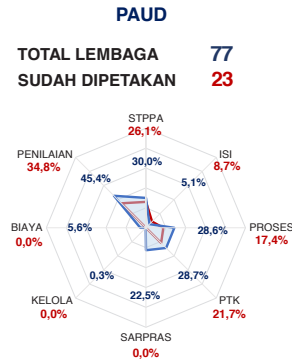 PAUD
TOTAL LEMBAGA 77
SUDAH DIPETAKAN 23
STPPA
26,1%
PENILAIAN
34,8%
ISI
8,7%
30,0%
45,4%
5,1%
BIAYA
0,0%
5,6%
28,6%
PROSES
17,4%
0,3%
28,7%
22,5%
KELOLA
0,0%
PTK
21,7%
SARPRAS
0,0%